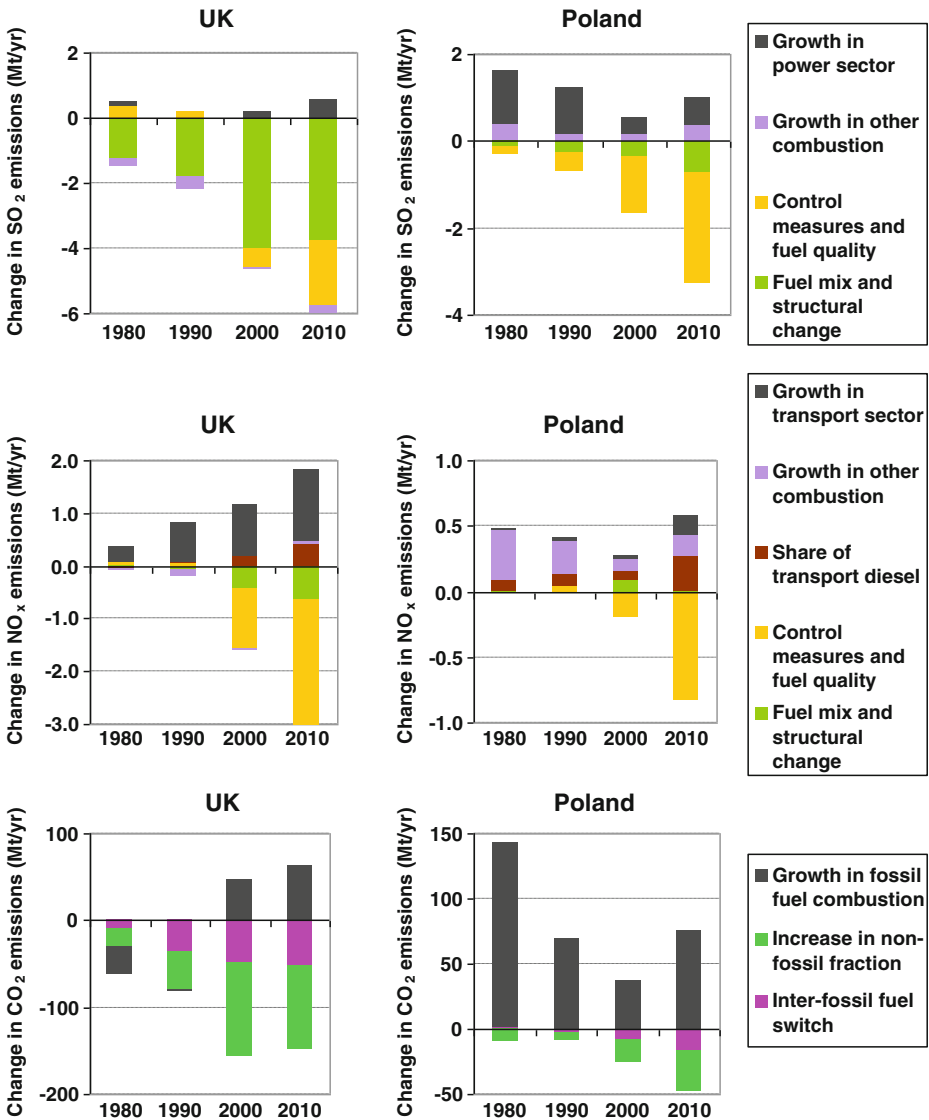 UK
Change in SO2 emissions (Mt/yr)
2
0
-2
-4
-6
1980 1990 2000 2010
Poland
Change in SO2 emissions (Mt/yr)
2
0
-2
-4
1980 1990 2000 2010
Growth in
power sector
Growth in other
combustion
Control
measures and
fuel quality
Fuel mix and
structural
change
UK
Change in NOx emissions (Mt/yr)
2.0
1.0
0.0
-1.0
-2.0
-3.0
1980 1990 2000 2010
Poland
Change in NOx emissions (Mt/yr)
1.0
0.5
0.0
-0.5
-1.0
1980 1990 2000 2010
Growth in
transport sector
Growth in other
combustion
Share of
transport diesel
Control
measures and
fuel quality
Fuel mix and
structural
change
UK
Change in CO2 emissions (Mt/yr)
100
0
-100
-200
1980 1990 2000 2010
Poland
Change in CO2 emissions (Mt/yr)
150
100
50
0
-50
1980 1990 2000 2010
Growth in fossil
fuel combustion
Increase in non-
fossil fraction
Inter-fossil fuel
switch